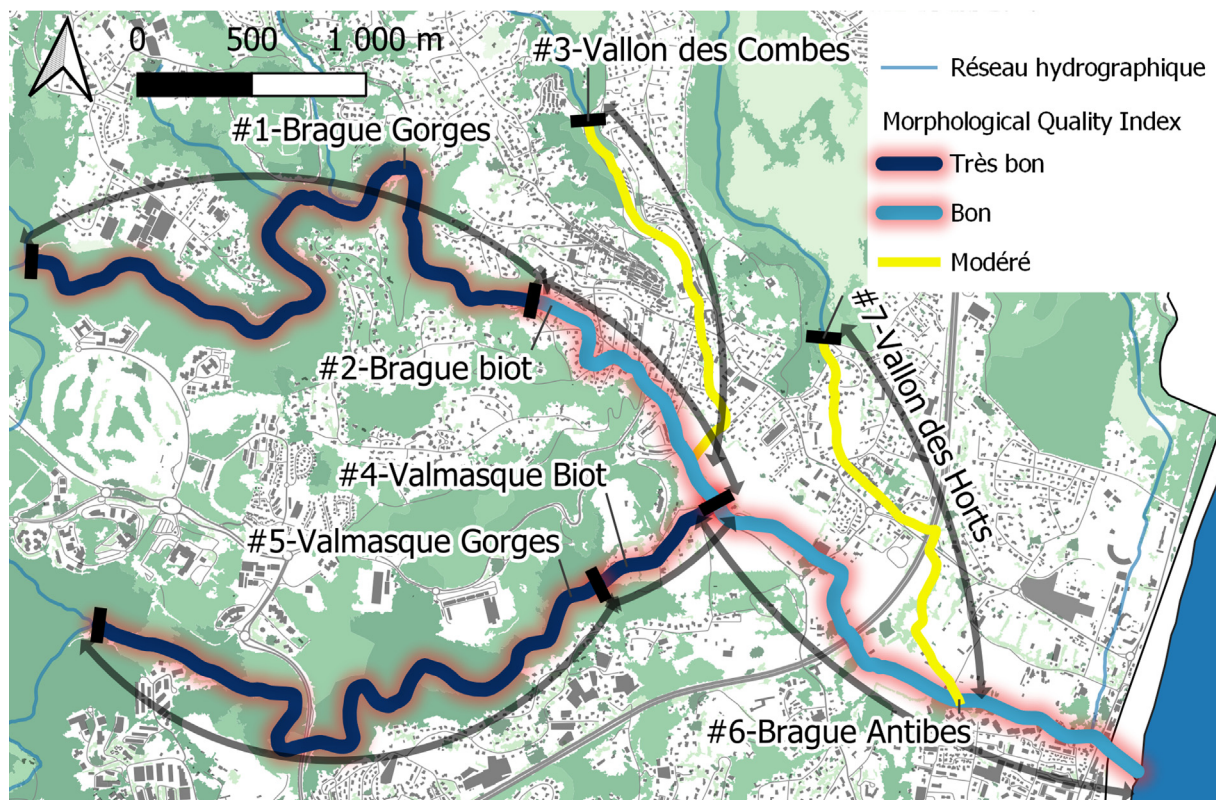 0 500 1 000 m
#3-Vallon des Combes
#1-Brague Gorges
Réseau hydrographique
Morphological Quality Index
Très bon
Bon
Modéré
#7-Vallon des Horts
#2-Brague biot
#4-Valmasque Biot
#5-Valmasque Gorges
#6-Brague Antibes